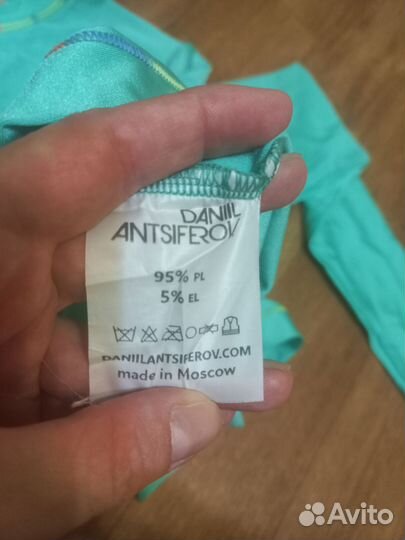 DANIIL
ANTSIFEROV
95% PL
5% EL
DANIILANTSIFEROV.COM
made in Moscow
Avito